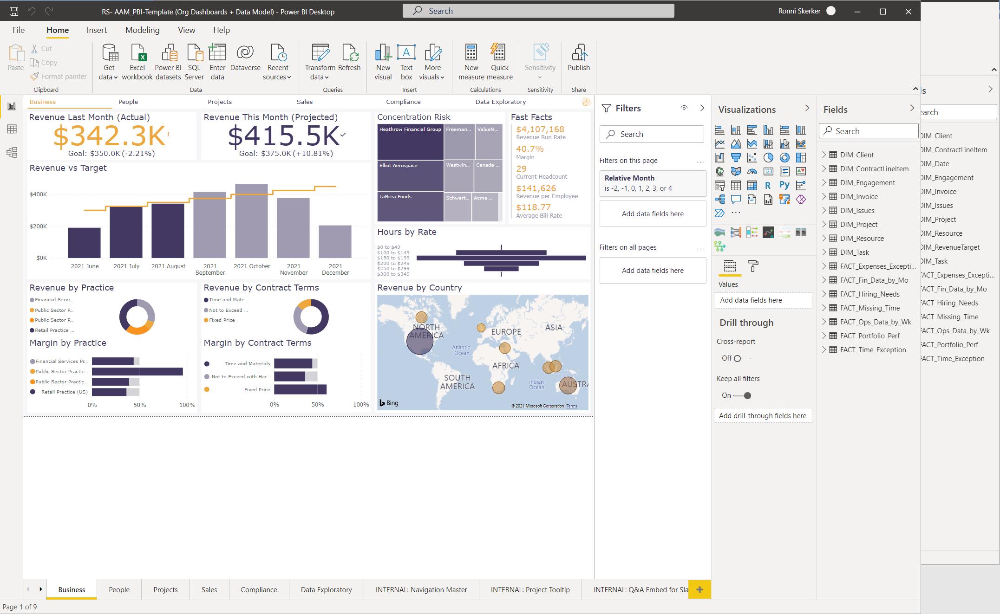 RS- AAM_PBI-Template (Org Dashboards + Data Model) - Power BI Desktop
Search
Ronni Skerker
File
Home
Insert
Modeling
View
Help
Paste
Cut
Copy
Format painter
Clipboard
Get data
Excel workbook
Power BI datasets
SQL Server
Enter data
Dataverse
Recent sources
Data
Transform data
Refresh
Queries
New visual
Text box
More visuals
Insert
New measure
Quick measure
Calculations
Sensitivity
Sensitivity
Publish
Share
Business
People
Projects
Sales
Compliance
Data Exploratory
Revenue Last Month (Actual)
$342.3K!
Goal: $350.0K (-2.21%)
Revenue This Month (Projected)
$415.5K
Goal: $375.0K (+10.81%)
Revenue vs Target
$400K
$200K
$0K
2021 June
2021 July
2021 August
2021 September
2021 October
2021 November
2021 December
Concentration Risk
Heathrow Financial Group
Freeman...
ValueM...
Elliot Aerospace
Westwin...
Canada ...
LaBrea Foods
Schwart...
Acme ...
Fast Facts
$4,107,168
Revenue Run Rate
40.7%
Margin
29
Current Headcount
$141,626
Revenue per Employee
$118.77
Average Bill Rate
Hours by Rate
$0 to $49
$100 to $149
$150 to $199
$200 to $249
$250 to $299
$300 to $349
Revenue by Practice
Financial Servi...
Public Sector P...
Public Sector P...
Retail Practice ...
Margin by Practice
Financial Services Pr...
Public Sector Practic...
Public Sector Practic...
Retail Practice (US)
0%
50%
100%
Revenue by Contract Terms
Time and Mate...
Not to Exceed ...
Fixed Price
Margin by Contract Terms
Time and Materials
Not to Exceed with Har...
Fixed Price
0%
50%
100%
Revenue by Country
NORTH AMERICA
EUROPE
ASIA
Atlantic Ocean
AFRICA
SOUTH AMERICA
Indian Ocean
AUSTRA
Bing
© 2021 Microsoft Corporation Terms
Filters
Search
Filters on this page
...
Relative Month
is -2, -1, 0, 1, 2, 3, or 4
Add data fields here
Filters on all pages
...
Add data fields here
Visualizations
123
R
Py
...
Values
Add data fields here
Drill through
Cross-report
Off
Keep all filters
On
Add drill-through fields here
Fields
Search
DIM_Client
DIM_ContractLineItem
DIM_Engagement
DIM_Invoice
DIM_Issues
DIM_Project
DIM_Resource
DIM_Task
FACT_Expenses_Excepti...
FACT_Fin_Data_by_Mo
FACT_Hiring_Needs
FACT_Missing_Time
FACT_Ops_Data_by_Wk
FACT_Portfolio_Perf
FACT_Time_Exception
ls
earch
DIM_Client
DIM_ContractLineItem
DIM_Date
DIM_Engagement
DIM_Invoice
DIM_Issues
DIM_Project
DIM_Resource
DIM_RevenueTarget
DIM_Task
FACT_Expenses_Excepti...
FACT_Fin_Data_by_Mo
FACT_Hiring_Needs
FACT_Missing_Time
FACT_Ops_Data_by_Wk
FACT_Portfolio_Perf
FACT_Time_Exception
Business
People
Projects
Sales
Compliance
Data Exploratory
INTERNAL: Navigation Master
INTERNAL: Project Tooltip
INTERNAL: Q&A Embed for Sla
Page 1 of 9